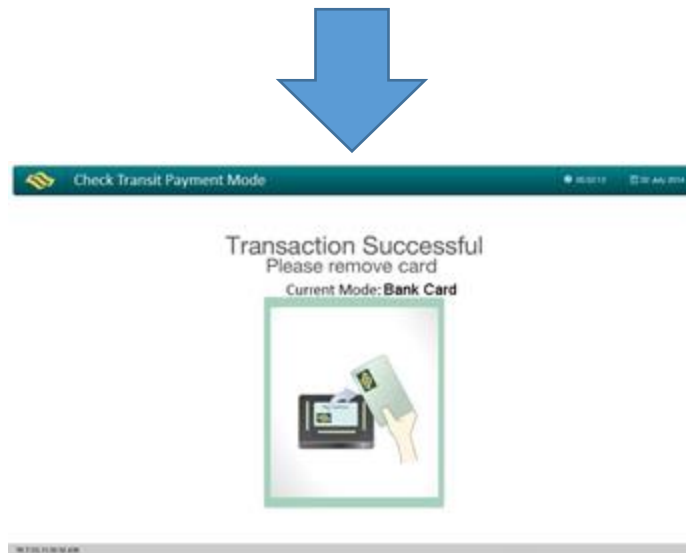 Check Transit Payment Mode
Transaction Successful
Please remove card
Current Mode: Bank Card